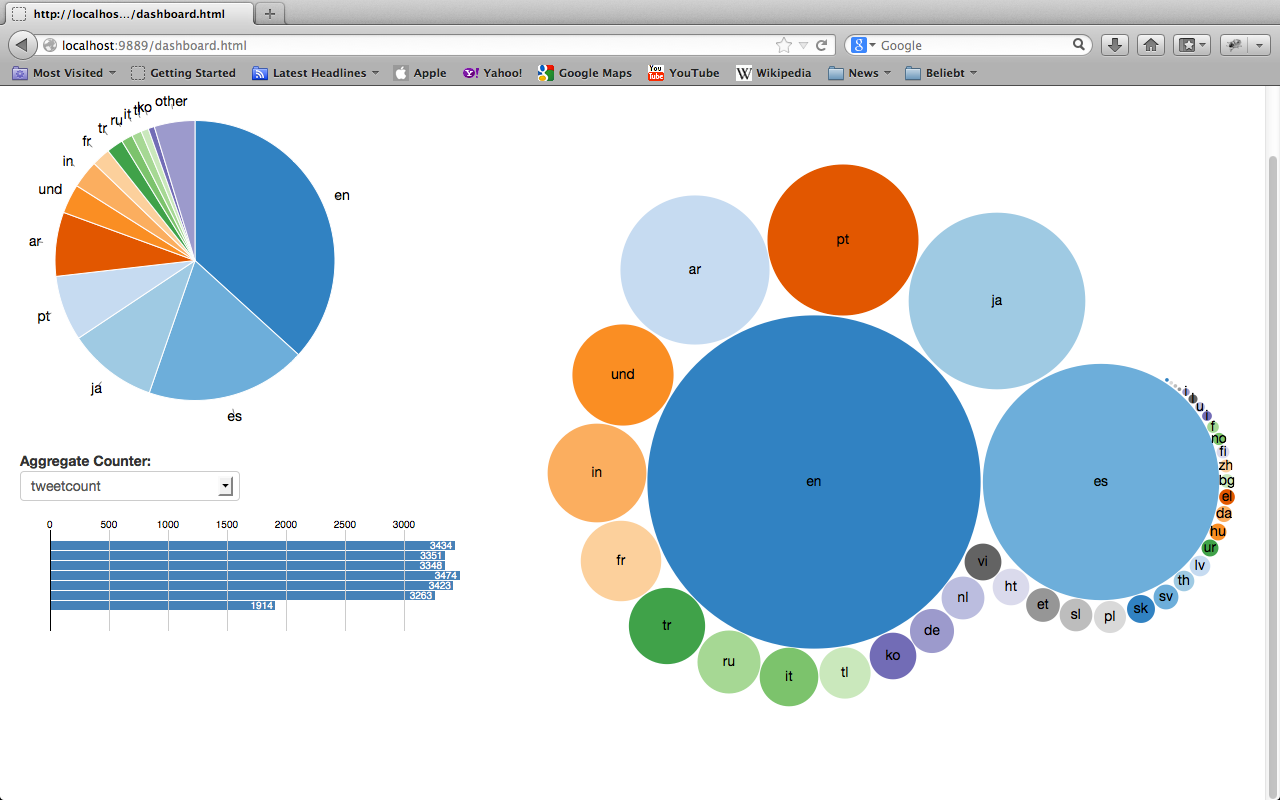 http://localhos.../dashboard.html
localhost:9889/dashboard.html
Google
Most Visited
Getting Started
Latest Headlines
Apple
Yahoo!
Google Maps
YouTube
Wikipedia
News
Beliebt
other
ko
it
ru
tr
fr
in
und
ar
pt
ja
es
en
Aggregate Counter:
tweetcount
0 500 1000 1500 2000 2500 3000
3434
3351
3348
3474
3423
3263
1914
pt
ar
ja
und
in
en
es
fr
tr
ru
it
tl
ko
de
nl
vi
ht
et
sl
pl
sk
sv
th
lv
ur
hu
da
el
bg
zh
fi
no